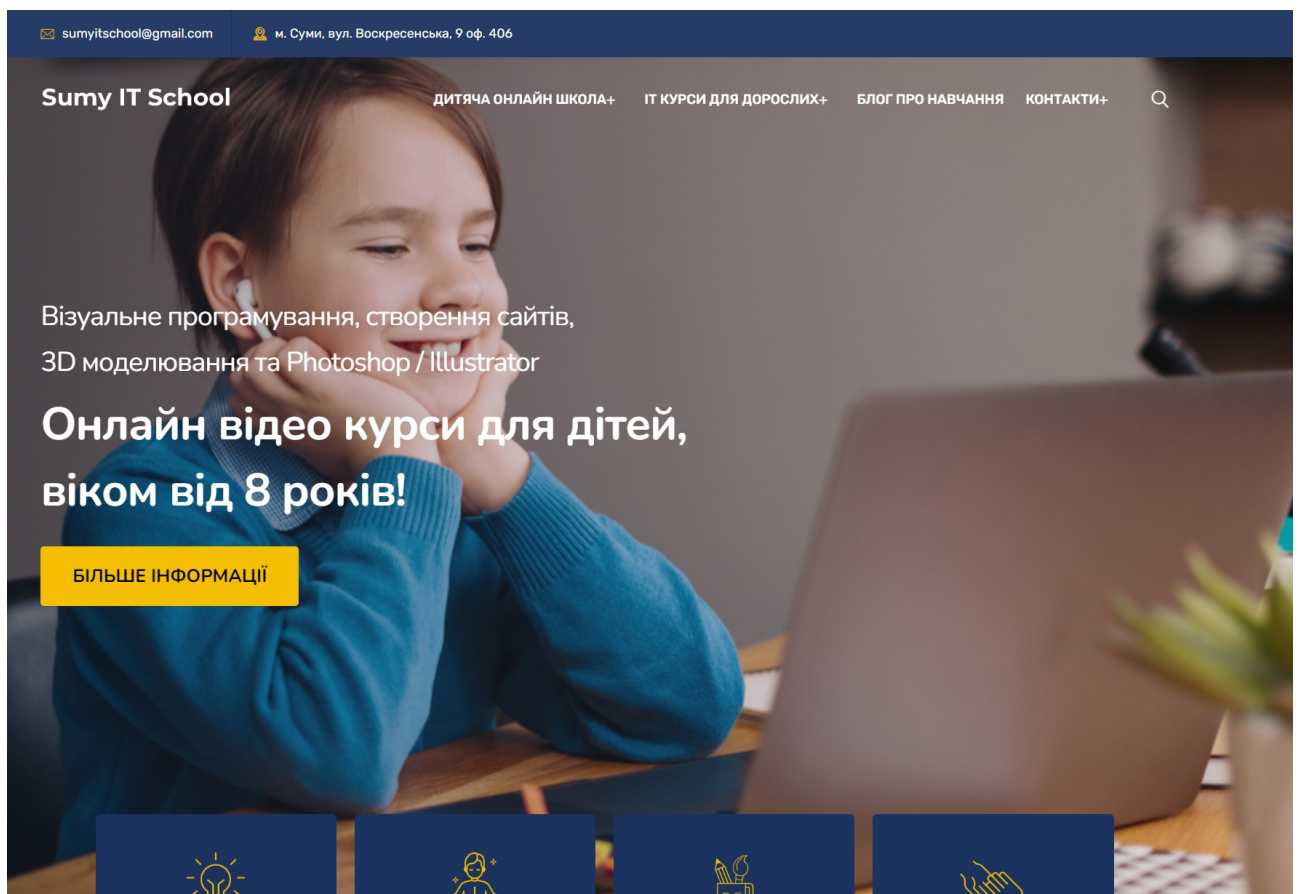 sumyitschool@gmail.com
м. Суми, вул. Воскресенська, 9 оф. 406
Sumy IT School
ДИТЯЧА ОНЛАЙН ШКОЛА+
IT КУРСИ ДЛЯ ДОРОСЛИХ+
БЛОГ ПРО НАВЧАННЯ
КОНТАКТИ+
Візуальне програмування, створення сайтів,
3D моделювання та Photoshop / Illustrator
Онлайн відео курси для дітей,
віком від 8 років!
БІЛЬШЕ ІНФОРМАЦІЇ